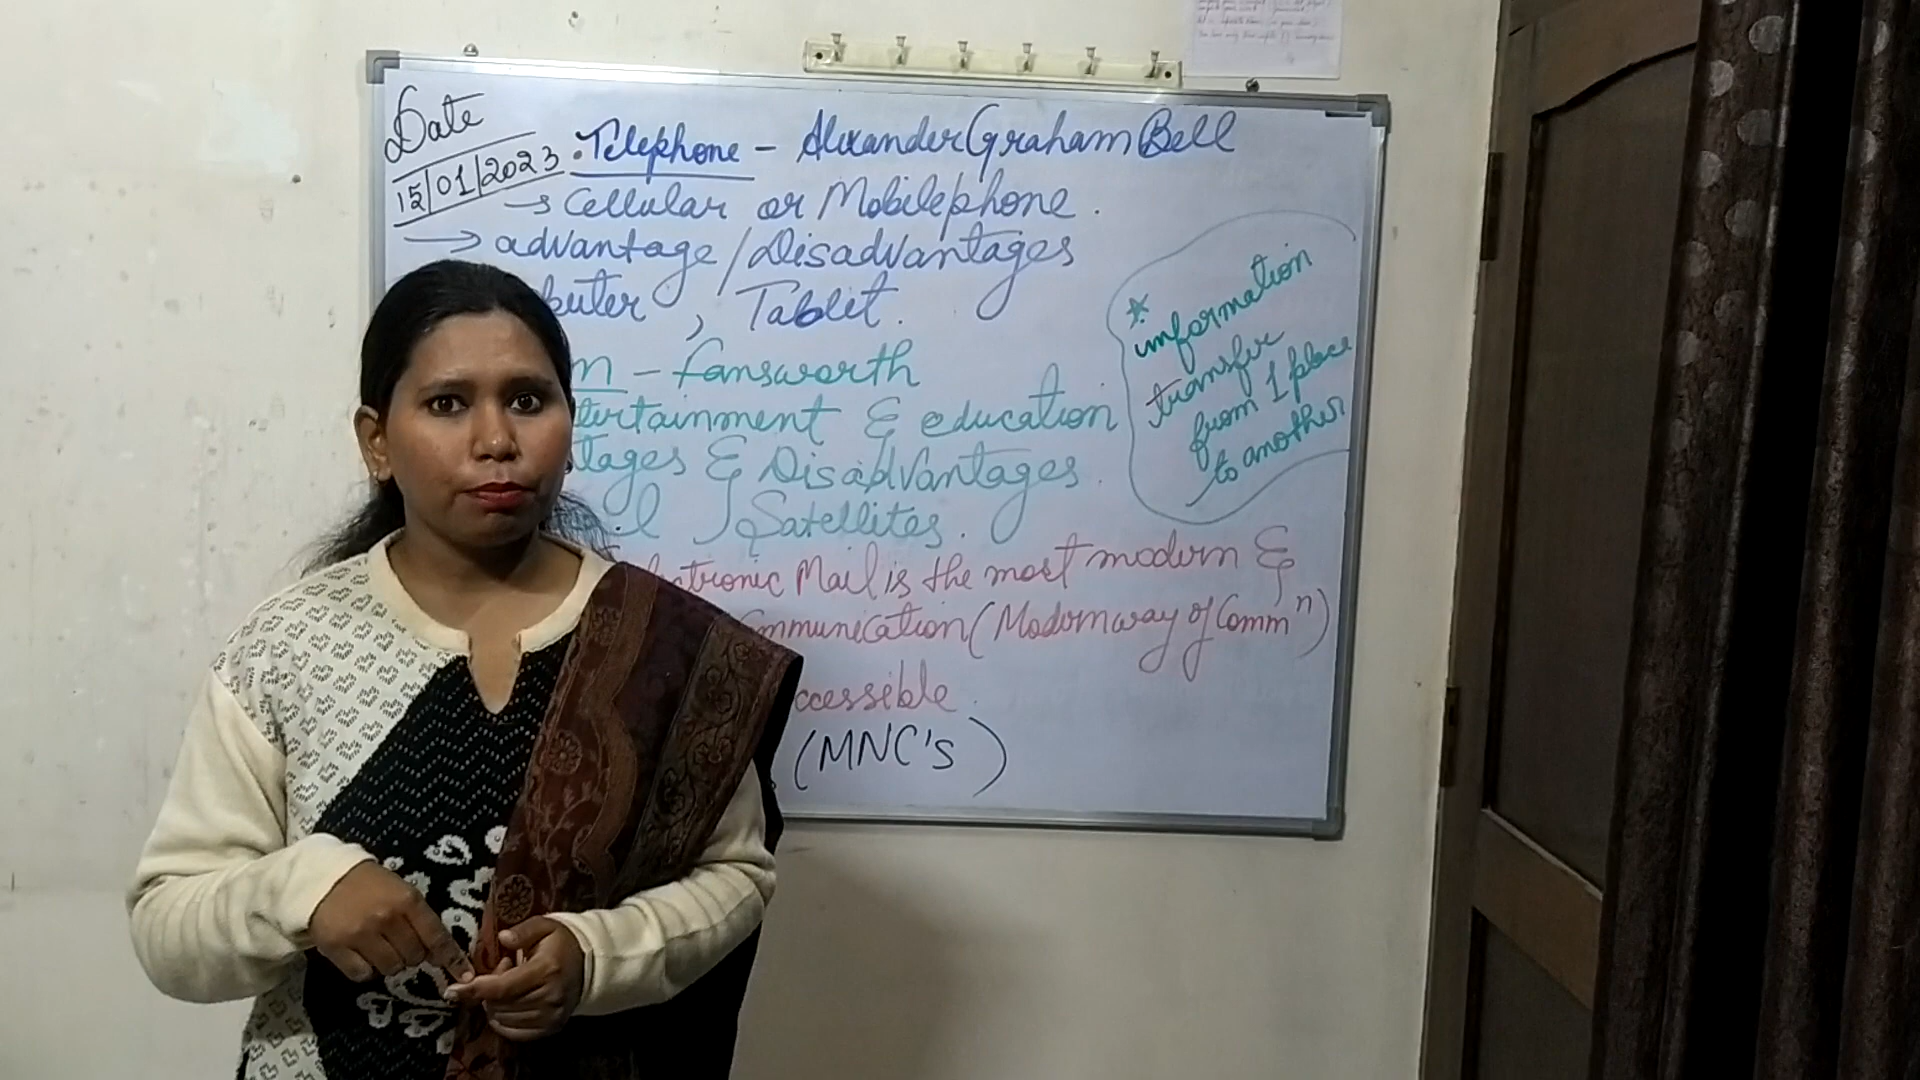 Date
15/01/2023
.Telephone - Alexander Graham Bell
→ Cellular or Mobilephone.
→ advantage/Disadvantages
puter, Tablet.
m - fansworth
tertainment & education
tages & Disadvantages.
il, Satellites.
ectronic Mail is the most modern &
ommunication (Modern way of Commⁿ)
ccessible.
(MNC's)
* information
transfer
from 1 place
to another